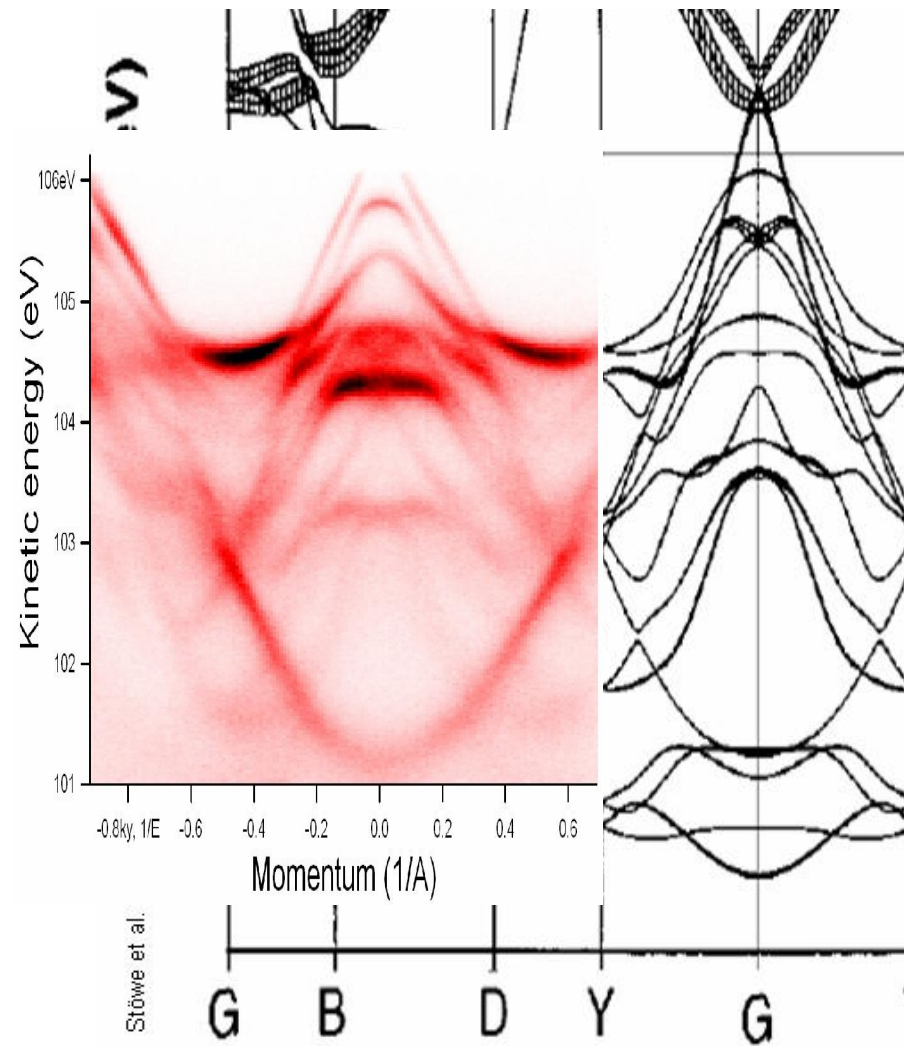 eV)
106eV
105
104
103
102
101
Kinetic energy (eV)
-0.8ky, 1/E -0.6 -0.4 -0.2 0.0 0.2 0.4 0.6
Momentum (1/A)
Stöwe et al.
G B D Y G